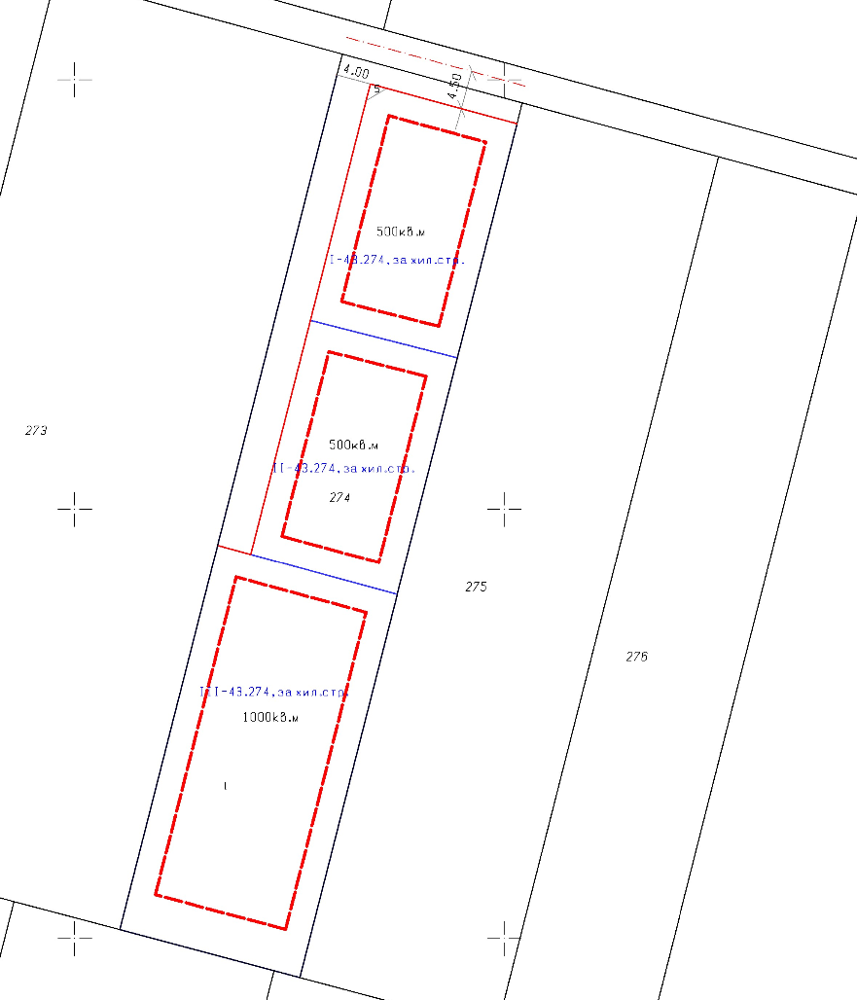 4.00
4.50
5
500кв.м
I-43.274,за жил.стр.
273
500кв.м
II-43.274,за жил.стр.
274
275
276
III-43.274,за жил.стр.
1000кв.м